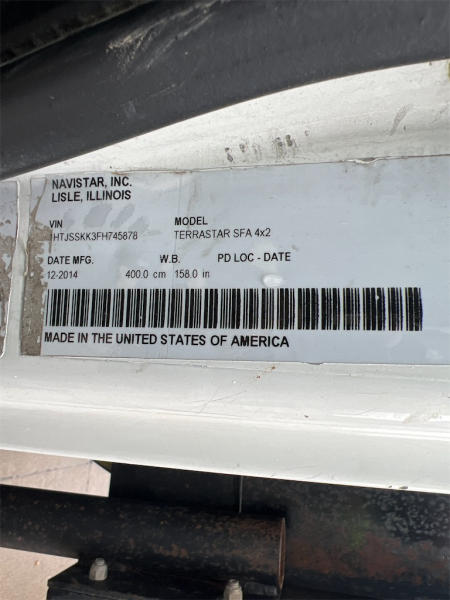 NAVISTAR, INC.
LISLE, ILLINOIS
VIN MODEL
1HTJSSKK3FH745878 TERRASTAR SFA 4x2
DATE MFG. W.B. PD LOC - DATE
12-2014 400.0 cm 158.0 in
MADE IN THE UNITED STATES OF AMERICA